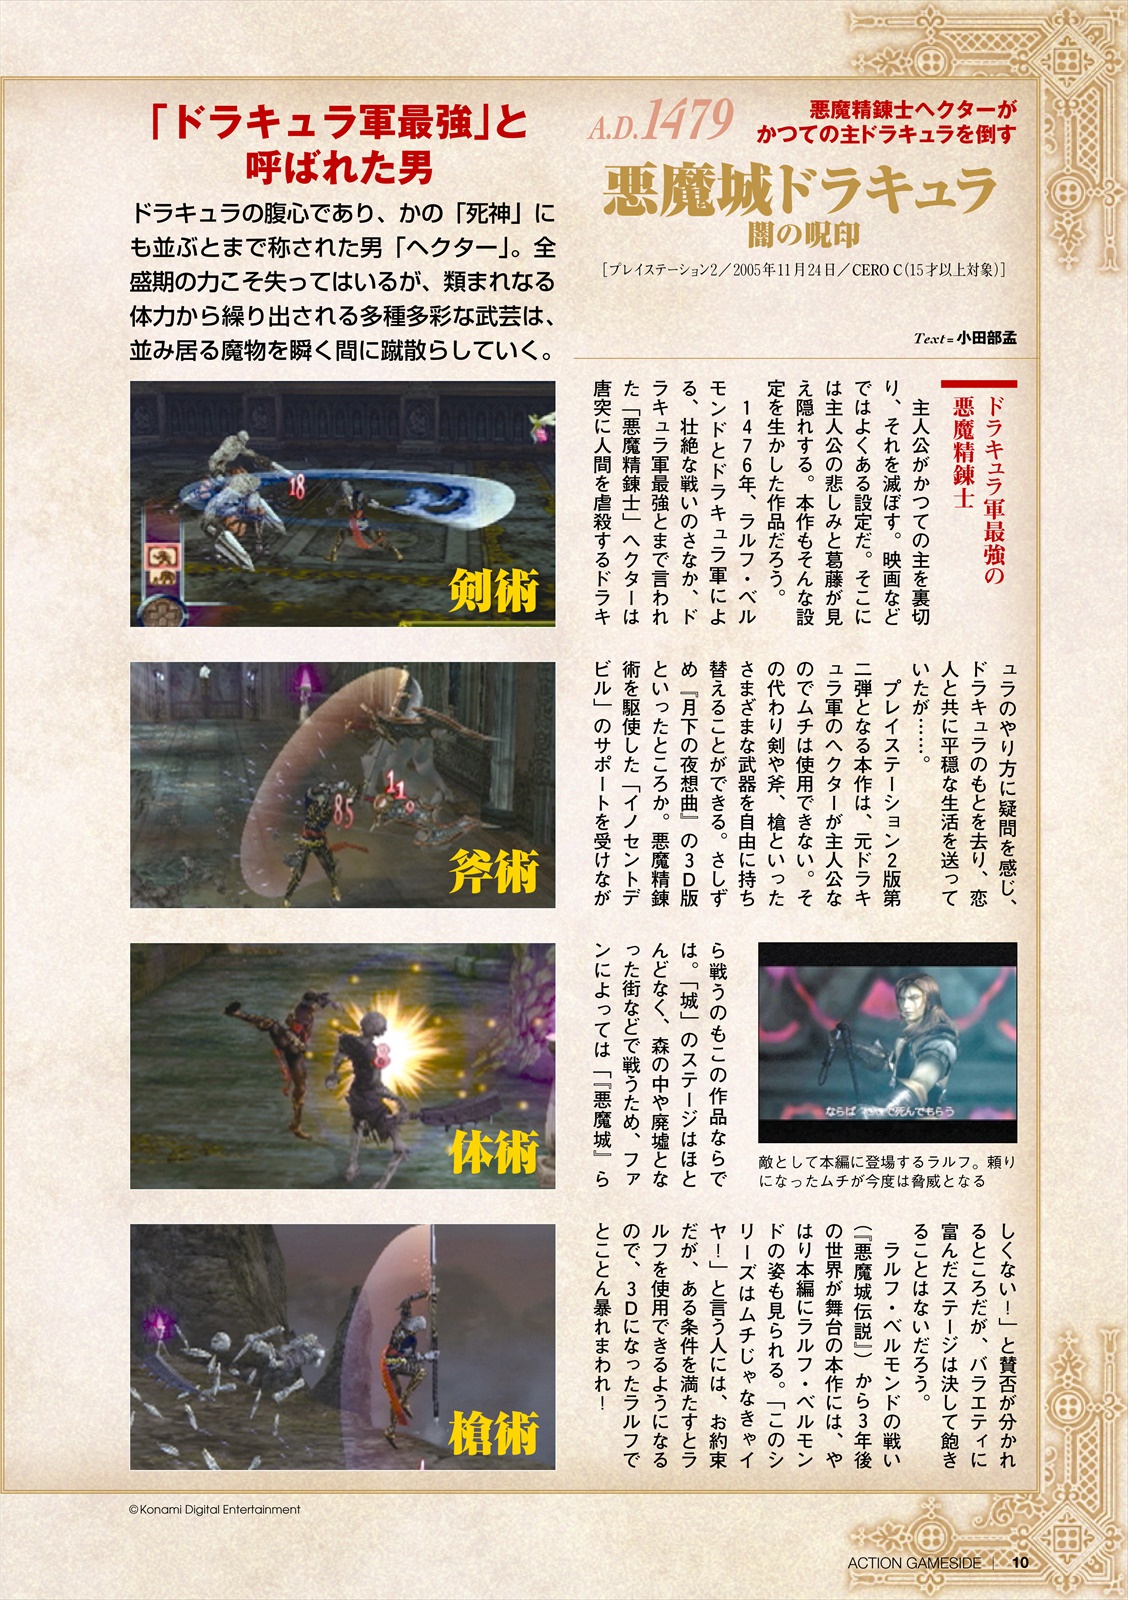 A.D.1479
悪魔精錬士ヘクターが
かつての主ドラキュラを倒す
悪魔城ドラキュラ
闇の呪印
［プレイステーション2／2005年11月24日／CERO C（15才以上対象）］
Text=小田部孟
「ドラキュラ軍最強」と
呼ばれた男
ドラキュラの腹心であり、かの「死神」に
も並ぶとまで称された男「ヘクター」。全
盛期の力こそ失ってはいるが、類まれなる
体力から繰り出される多種多彩な武芸は、
並み居る魔物を瞬く間に蹴散らしていく。
ドラキュラ軍最強の
悪魔精錬士
主人公がかつての主を裏切
り、それを滅ぼす。映画など
ではよくある設定だ。そこに
は主人公の悲しみと葛藤が見
え隠れする。本作もそんな設
定を生かした作品だろう。
1476年、ラルフ・ベル
モンドとドラキュラ軍によ
る、壮絶な戦いのさなか、ド
ラキュラ軍最強とまで言われ
た「悪魔精錬士」ヘクターは
唐突に人間を虐殺するドラキ
ュラのやり方に疑問を感じ、
ドラキュラのもとを去り、恋
人と共に平穏な生活を送って
いたが……。
プレイステーション2版第
二弾となる本作は、元ドラキ
ュラ軍のヘクターが主人公な
のでムチは使用できない。そ
の代わり剣や斧、槍といった
さまざまな武器を自由に持ち
替えることができる。さしず
め『月下の夜想曲』の3D版
といったところか。悪魔精錬
術を駆使した「イノセントデ
ビル」のサポートを受けなが
ら戦うのもこの作品ならで
は。「城」のステージはほと
んどなく、森の中や廃墟とな
った街などで戦うため、ファ
ンによっては「『悪魔城』ら
しくない！」と賛否が分かれ
るところだが、バラエティに
富んだステージは決して飽き
ることはないだろう。
ラルフ・ベルモンドの戦い
（『悪魔城伝説』）から3年後
の世界が舞台の本作には、や
はり本編にラルフ・ベルモン
ドの姿も見られる。「このシ
リーズはムチじゃなきゃイ
ヤ！」と言う人には、お約束
だが、ある条件を満たすとラ
ルフを使用できるようになる
ので、3Dになったラルフで
とことん暴れまわれ！
敵として本編に登場するラルフ。頼り
になったムチが今度は脅威となる
18
剣術
85
11
9
斧術
8
体術
槍術
©Konami Digital Entertainment
ACTION GAMESIDE | 10